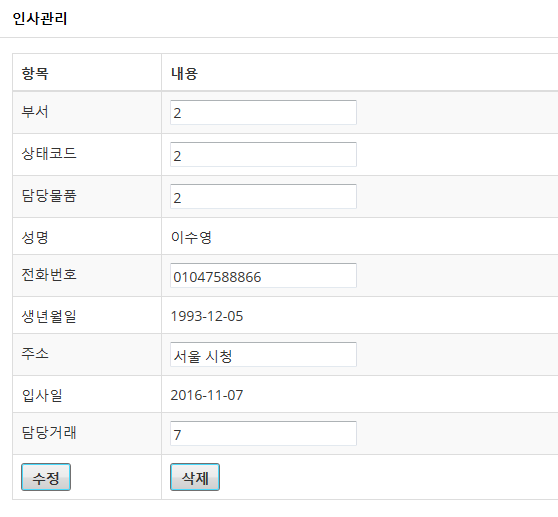 인사관리
항목 내용
부서 2
상태코드 2
담당물품 2
성명 이수영
전화번호 01047588866
생년월일 1993-12-05
주소 서울 시청
입사일 2016-11-07
담당거래 7
수정 삭제